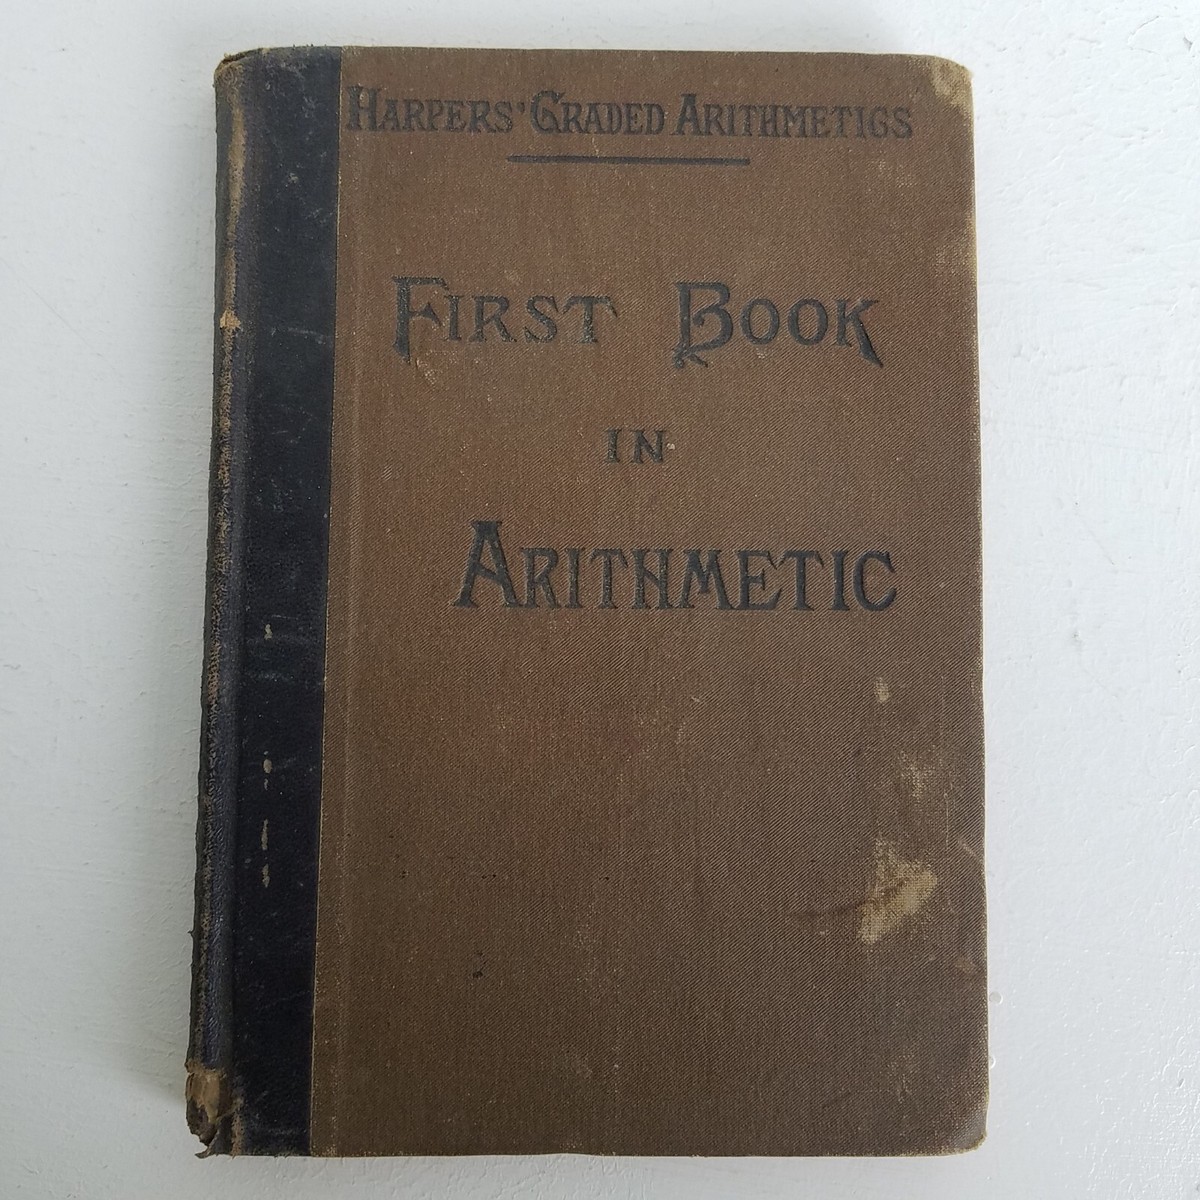 HARPERS' GRADED ARITHMETICS
FIRST BOOK
IN
ARITHMETIC